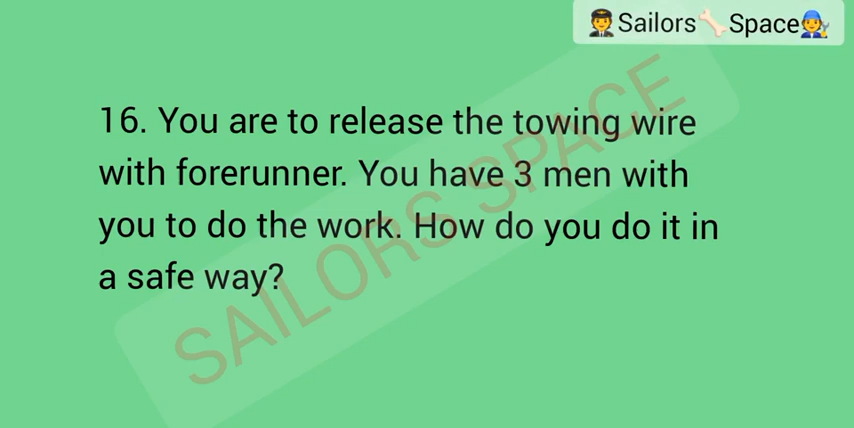 👨‍✈️Sailors🦴Space👨‍🔧
16. You are to release the towing wire
with forerunner. You have 3 men with
you to do the work. How do you do it in
a safe way?
SAILORS SPACE